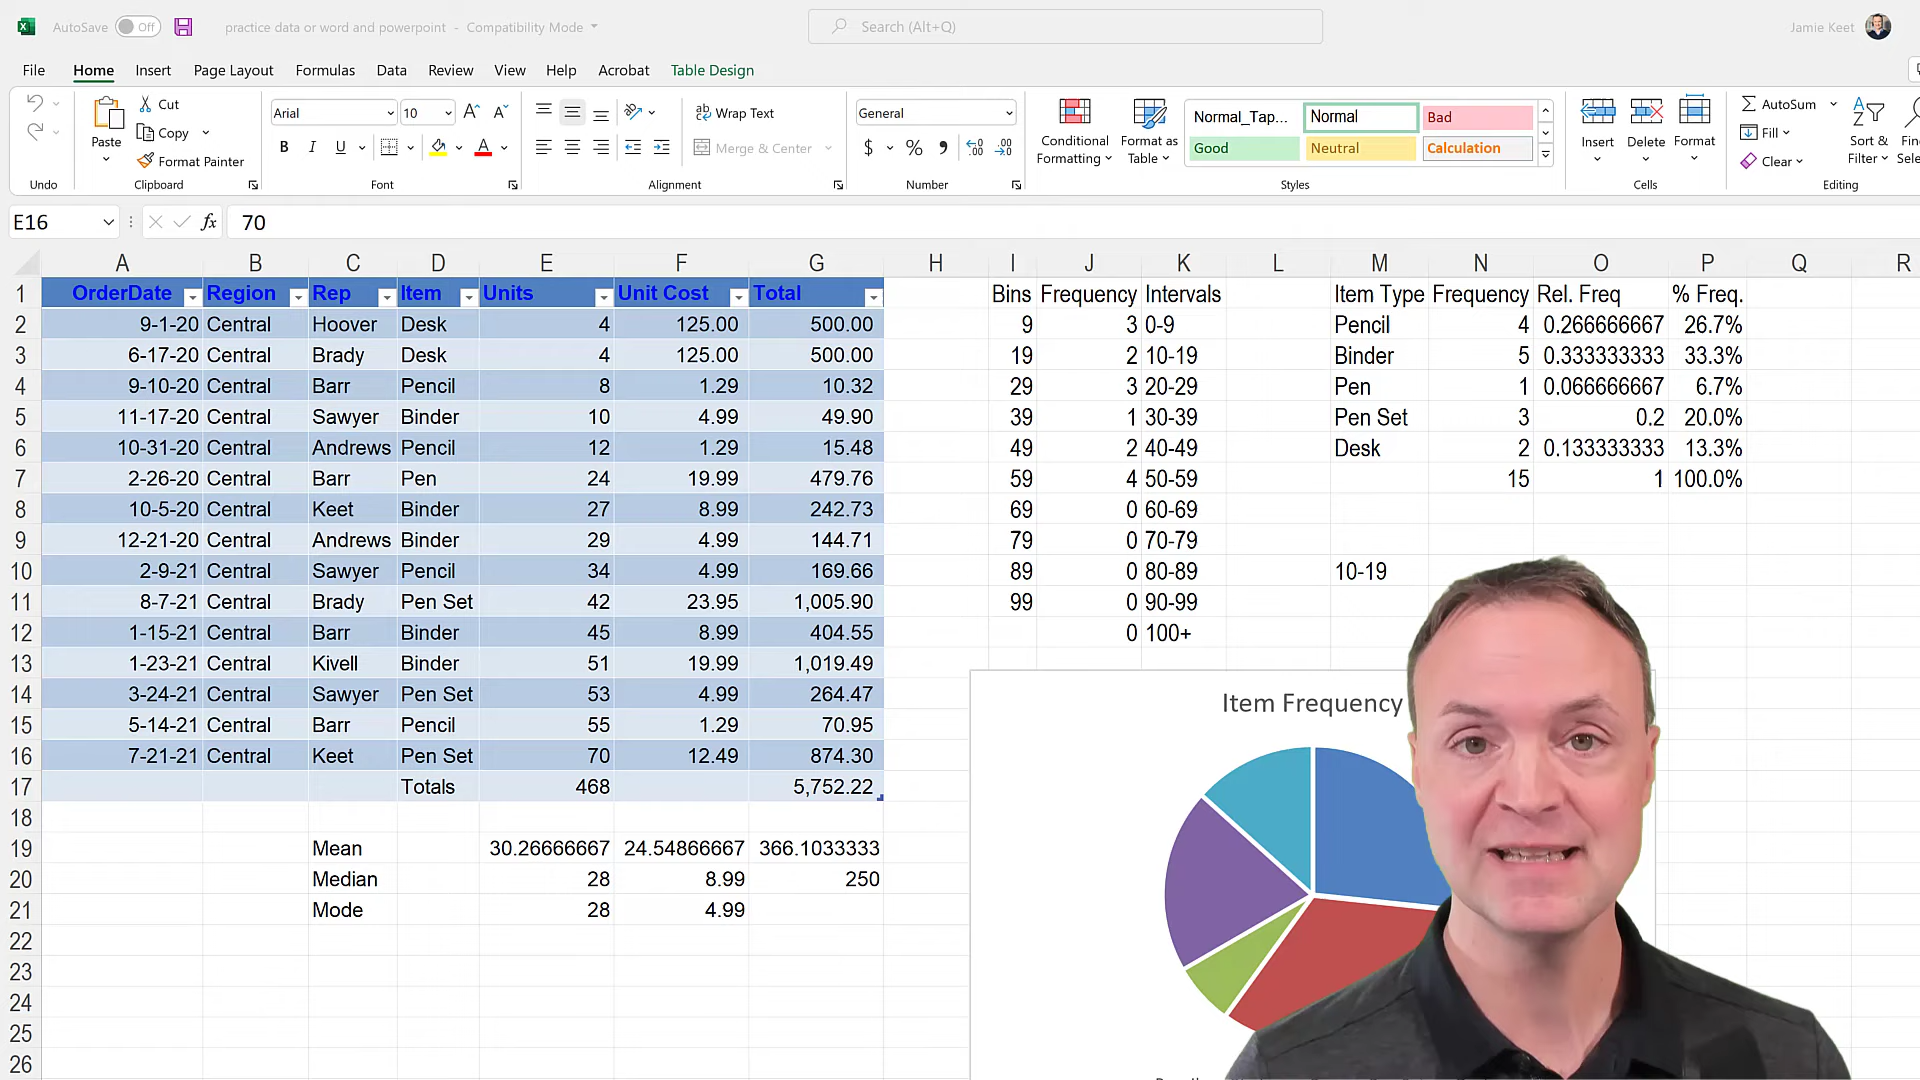 AutoSave Off practice data or word and powerpoint - Compatibility Mode Search (Alt+Q) Jamie Keet
File Home Insert Page Layout Formulas Data Review View Help Acrobat Table Design
Cut
Copy
Format Painter
Paste
Undo Clipboard
Arial 10
B I U
Font
Wrap Text
Merge & Center
Alignment
General
$ % ,
Number
Conditional Formatting
Format as Table
Normal_Tap... Normal Bad
Good Neutral Calculation
Styles
Insert Delete Format
Cells
AutoSum
Fill
Clear
Sort & Filter
Editing
E16 fx 70
A B C D E F G H I J K L M N O P Q R
1 OrderDate Region Rep Item Units Unit Cost Total Bins Frequency Intervals Item Type Frequency Rel. Freq % Freq.
2 9-1-20 Central Hoover Desk 4 125.00 500.00 9 3 0-9 Pencil 4 0.266666667 26.7%
3 6-17-20 Central Brady Desk 4 125.00 500.00 19 2 10-19 Binder 5 0.333333333 33.3%
4 9-10-20 Central Barr Pencil 8 1.29 10.32 29 3 20-29 Pen 1 0.066666667 6.7%
5 11-17-20 Central Sawyer Binder 10 4.99 49.90 39 1 30-39 Pen Set 3 0.2 20.0%
6 10-31-20 Central Andrews Pencil 12 1.29 15.48 49 2 40-49 Desk 2 0.133333333 13.3%
7 2-26-20 Central Barr Pen 24 19.99 479.76 59 4 50-59 15 1 100.0%
8 10-5-20 Central Keet Binder 27 8.99 242.73 69 0 60-69
9 12-21-20 Central Andrews Binder 29 4.99 144.71 79 0 70-79
10 2-9-21 Central Sawyer Pencil 34 4.99 169.66 89 0 80-89 10-19
11 8-7-21 Central Brady Pen Set 42 23.95 1,005.90 99 0 90-99
12 1-15-21 Central Barr Binder 45 8.99 404.55 0 100+
13 1-23-21 Central Kivell Binder 51 19.99 1,019.49
14 3-24-21 Central Sawyer Pen Set 53 4.99 264.47
15 5-14-21 Central Barr Pencil 55 1.29 70.95
16 7-21-21 Central Keet Pen Set 70 12.49 874.30
17 Totals 468 5,752.22
18
19 Mean 30.26666667 24.54866667 366.1033333
20 Median 28 8.99 250
21 Mode 28 4.99
22
23
24
25
26
Item Frequency